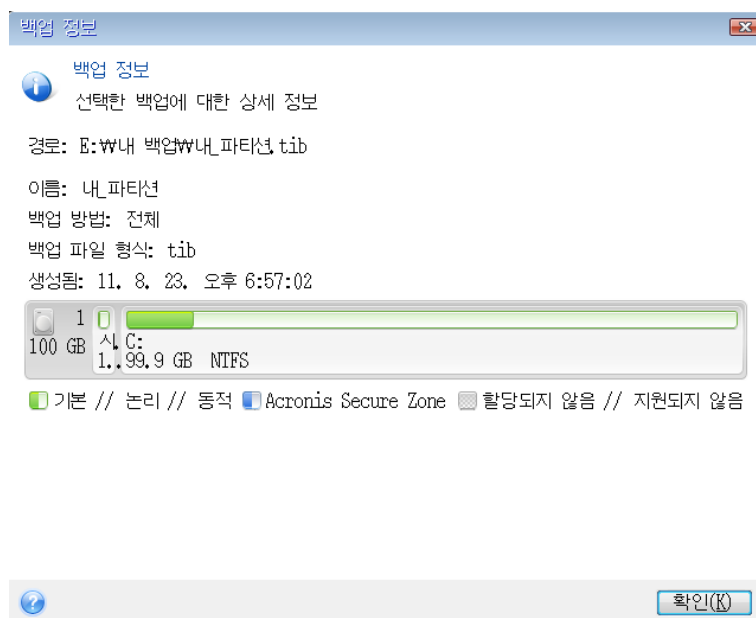 백업 정보
백업 정보
선택한 백업에 대한 상세 정보
경로: E:₩내 백업₩내_파티션.tib
이름: 내_파티션
백업 방법: 전체
백업 파일 형식: tib
생성됨: 11. 8. 23. 오후 6:57:02
1
100 GB
시.
1..
C:
99.9 GB NTFS
기본 // 논리 // 동적 Acronis Secure Zone 할당되지 않음 // 지원되지 않음
확인(K)